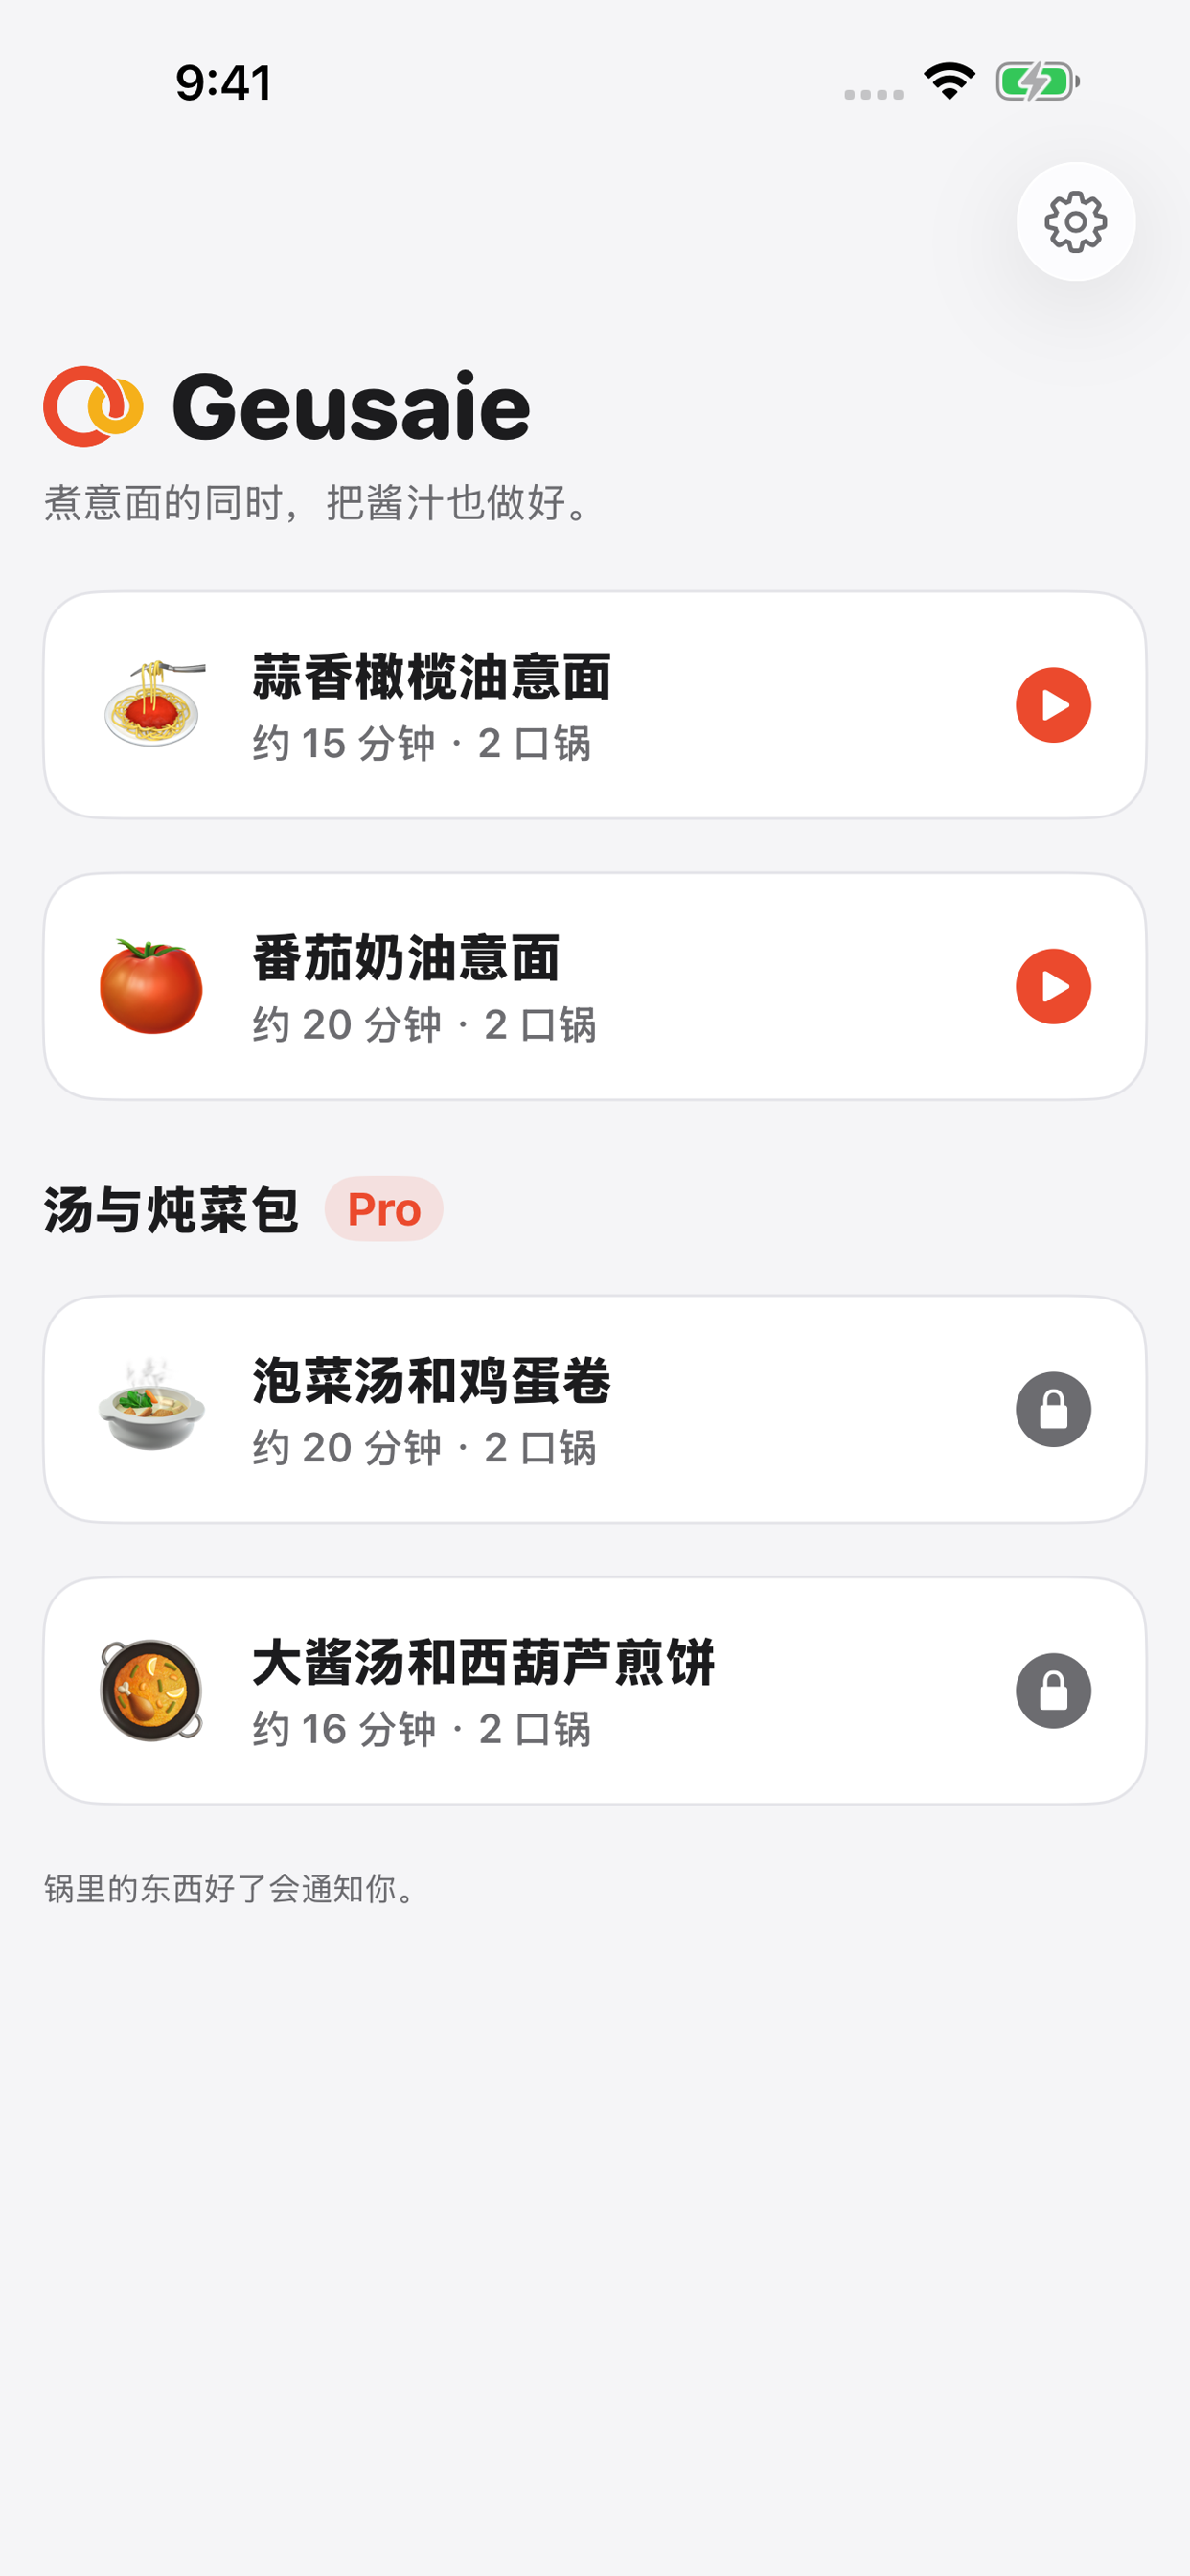 9:41
Geusaie
煮意面的同时，把酱汁也做好。
蒜香橄榄油意面
约 15 分钟 · 2 口锅
番茄奶油意面
约 20 分钟 · 2 口锅
汤与炖菜包 Pro
泡菜汤和鸡蛋卷
约 20 分钟 · 2 口锅
大酱汤和西葫芦煎饼
约 16 分钟 · 2 口锅
锅里的东西好了会通知你。